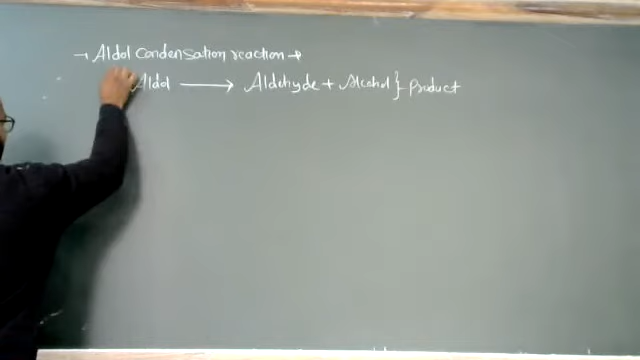 → Aldol Condensation reaction →
Aldol ⟶ Aldehyde + Alcohol } Product